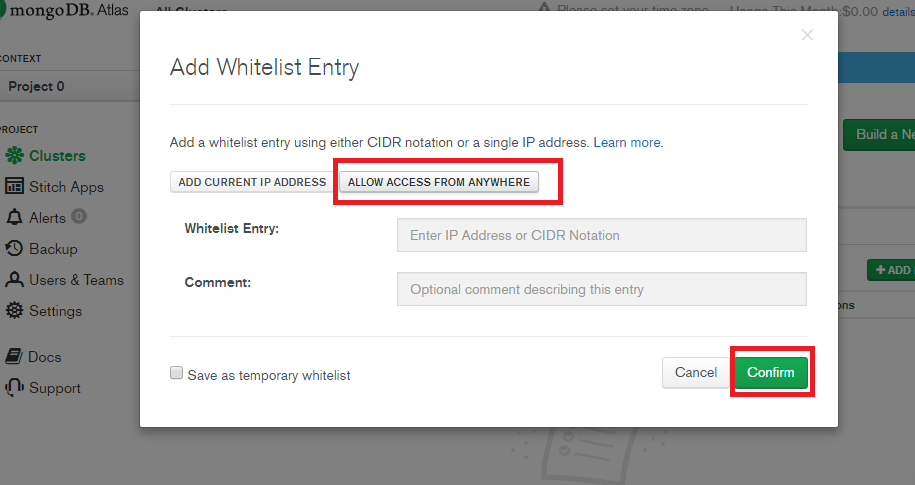 mongoDB. Atlas
All Clusters
Please set your time zone
Usage This Month:$0.00 details
CONTEXT
Project 0
PROJECT
Clusters
Stitch Apps
Alerts 0
Backup
Users & Teams
Settings
Docs
Support
Build a Ne
+ ADD
ons
Add Whitelist Entry
Add a whitelist entry using either CIDR notation or a single IP address. Learn more.
ADD CURRENT IP ADDRESS
ALLOW ACCESS FROM ANYWHERE
Whitelist Entry:
Enter IP Address or CIDR Notation
Comment:
Optional comment describing this entry
Save as temporary whitelist
Cancel
Confirm